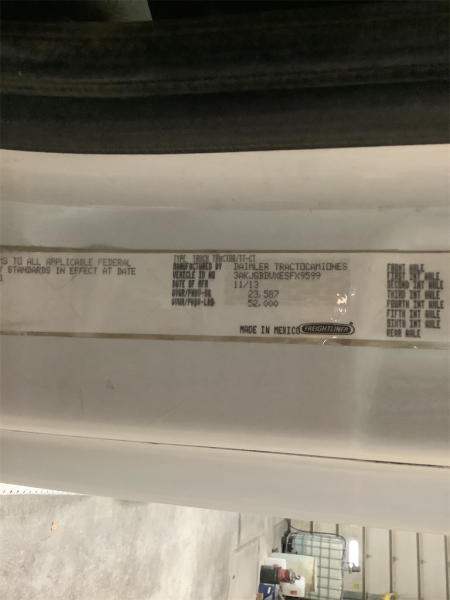 MS TO ALL APPLICABLE FEDERAL
Y STANDARDS IN EFFECT AT DATE
TYPE TRUCK TRACTOR/TT-CT
MANUFACTURED BY DAIMLER TRACTOCAMIONES
VEHICLE ID NO 3AKJGBDVXESFX9599
DATE OF MFR 11/13
GVWR/PNBV-KG 23,587
GVWR/PNBV-LAB 52,000
MADE IN MEXICO FREIGHTLINER
FRONT AXLE
FIRST INT AXLE
SECOND INT AXLE
THIRD INT AXLE
FOURTH INT AXLE
FIFTH INT AXLE
SIXTH INT AXLE
REAR AXLE